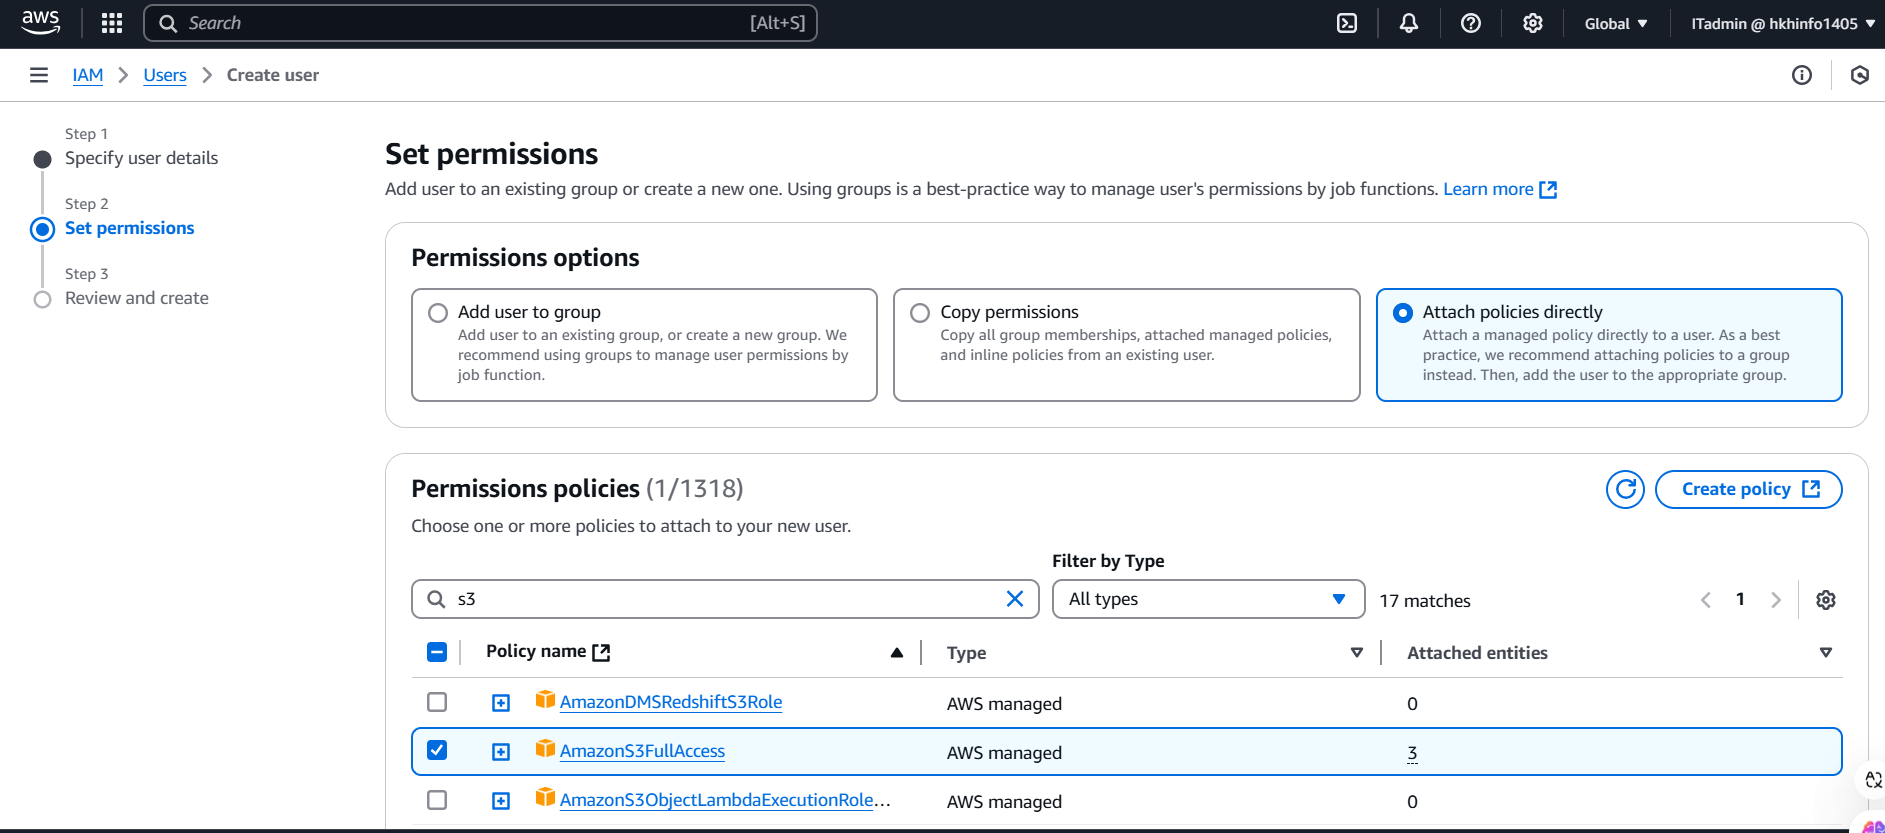 aws
Search
[Alt+S]
Global
ITadmin @ hkhinfo1405
IAM
Users
Create user
Step 1
Specify user details
Step 2
Set permissions
Step 3
Review and create
Set permissions
Add user to an existing group or create a new one. Using groups is a best-practice way to manage user's permissions by job functions. Learn more
Permissions options
Add user to group
Add user to an existing group, or create a new group. We
recommend using groups to manage user permissions by
job function.
Copy permissions
Copy all group memberships, attached managed policies,
and inline policies from an existing user.
Attach policies directly
Attach a managed policy directly to a user. As a best
practice, we recommend attaching policies to a group
instead. Then, add the user to the appropriate group.
Permissions policies (1/1318)
Create policy
Choose one or more policies to attach to your new user.
Filter by Type
s3
All types
17 matches
1
Policy name
Type
Attached entities
AmazonDMSRedshiftS3Role
AWS managed
0
AmazonS3FullAccess
AWS managed
3
AmazonS3ObjectLambdaExecutionRole...
AWS managed
0